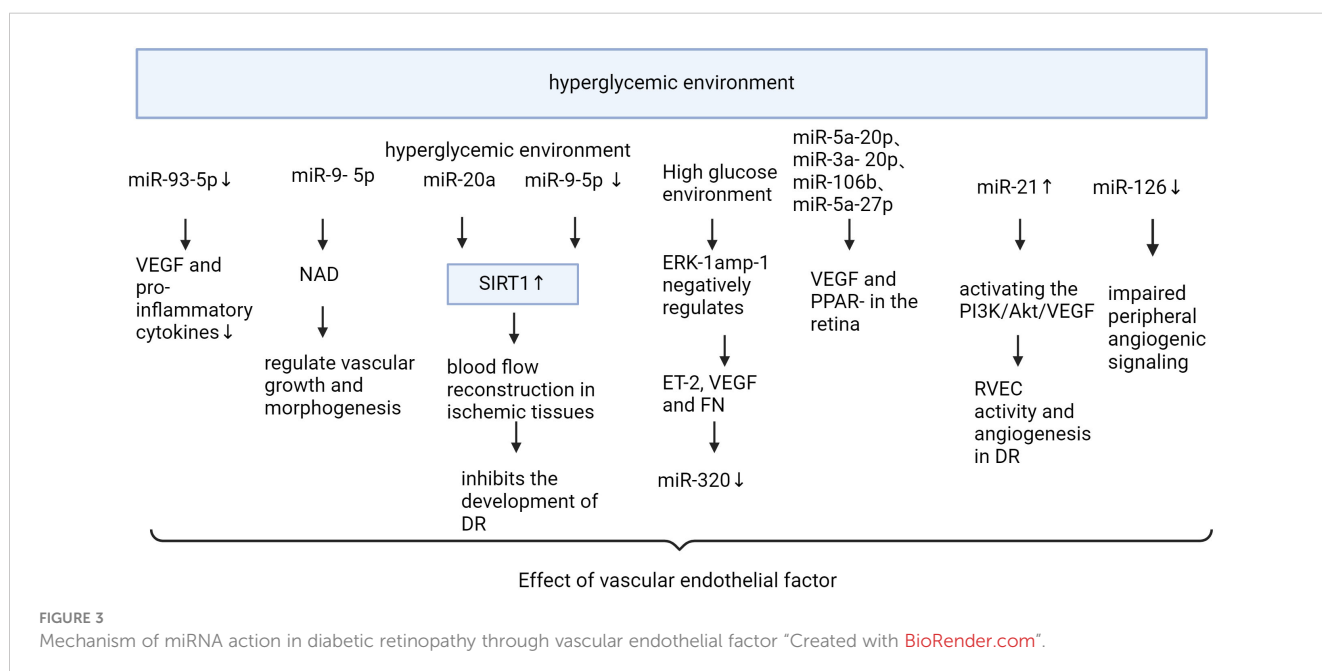 hyperglycemic environment
miR-93-5p↓
VEGF and
pro-
inflammatory
cytokines↓
miR-9- 5p
NAD
regulate vascular
growth and
morphogenesis
hyperglycemic environment
miR-20a
miR-9-5p ↓
SIRT1↑
blood flow
reconstruction in
ischemic tissues
inhibits the
development of
DR
High glucose
environment
ERK-1amp-1
negatively
regulates
ET-2, VEGF
and FN
miR-320↓
miR-5a-20p、
miR-3a- 20p、
miR-106b、
miR-5a-27p
VEGF and
PPAR- in the
retina
miR-21↑
activating the
PI3K/Akt/VEGF
RVEC
activity and
angiogenesis
in DR
miR-126↓
impaired
peripheral
angiogenic
signaling
Effect of vascular endothelial factor
FIGURE 3
Mechanism of miRNA action in diabetic retinopathy through vascular endothelial factor “Created with BioRender.com”.